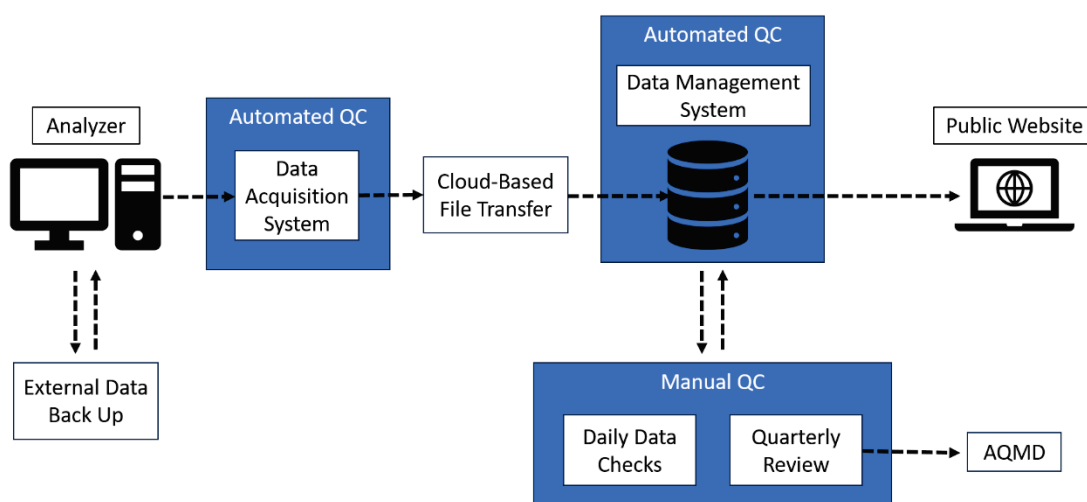 Analyzer
External Data
Back Up
Automated QC
Data
Acquisition
System
Cloud-Based
File Transfer
Automated QC
Data Management
System
Public Website
Manual QC
Daily Data
Checks
Quarterly
Review
AQMD